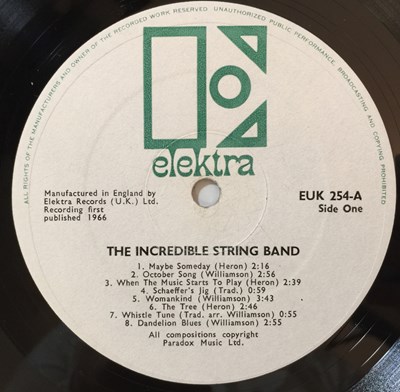 ALL RIGHTS OF THE MANUFACTURERS AND OF THE OWNER OF THE RECORDED WORK RESERVED. UNAUTHORIZED PUBLIC PERFORMANCE, BROADCASTING AND COPYING PROHIBITED
elektra
Manufactured in England by
Elektra Records (U.K.) Ltd.
Recording first
published 1966
EUK 254-A
Side One
THE INCREDIBLE STRING BAND
1. Maybe Someday (Heron) 2:16
2. October Song (Williamson) 2:56
3. When The Music Starts To Play (Heron) 2:39
4. Schaeffer's Jig (Trad.) 0:59
5. Womankind (Williamson) 3:43
6. The Tree (Heron) 2:46
7. Whistle Tune (Trad. arr. Williamson) 0:55
8. Dandelion Blues (Williamson) 2:55
All compositions copyright
Paradox Music Ltd.